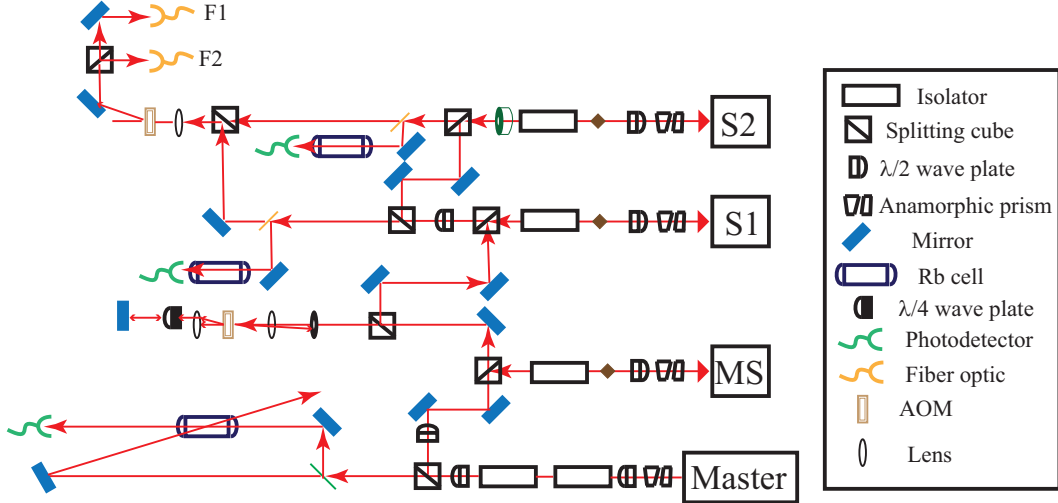 F1
F2
S2
S1
MS
Master
Isolator
Splitting cube
λ/2 wave plate
Anamorphic prism
Mirror
Rb cell
λ/4 wave plate
Photodetector
Fiber optic
AOM
Lens